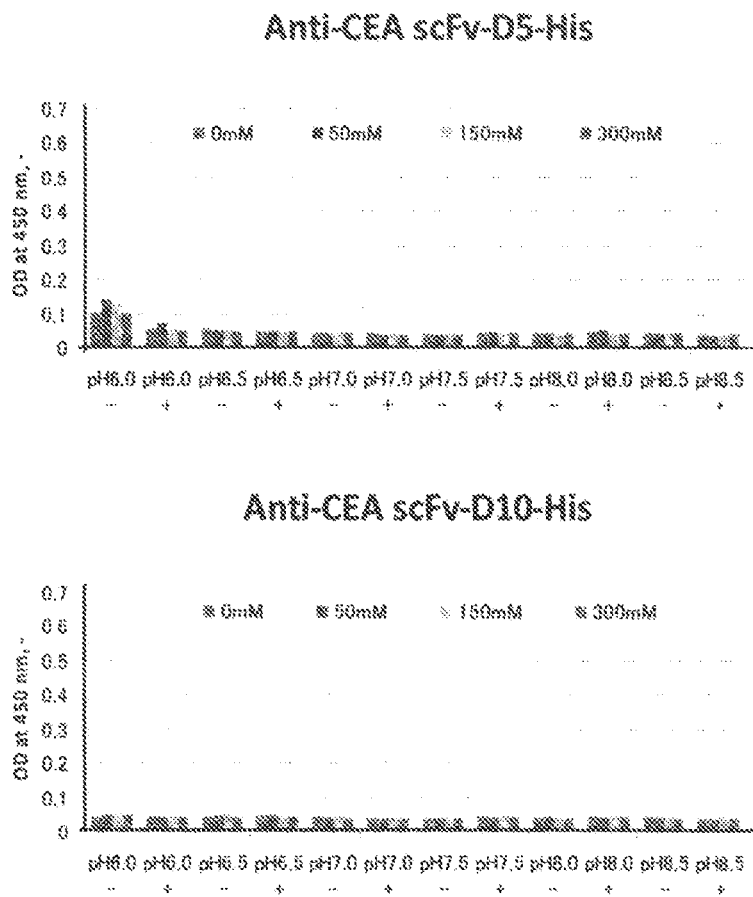 Anti-CEA scFv-D5-His
0.7
0mM 50mM 150mM 300mM
0.6
0.5
0.4
0.3
0.2
0.1
0
OD at 450 nm, -
pH6.0 pH6.0 pH6.5 pH6.5 pH7.0 pH7.0 pH7.5 pH7.5 pH8.0 pH8.0 pH8.5 pH8.5
- + - + - + - + - + - +
Anti-CEA scFv-D10-His
0.7
0mM 50mM 150mM 300mM
0.6
0.5
0.4
0.3
0.2
0.1
0
OD at 450 nm, -
pH6.0 pH6.0 pH6.5 pH6.5 pH7.0 pH7.0 pH7.5 pH7.5 pH8.0 pH8.0 pH8.5 pH8.5
- + - + - + - + - + - +